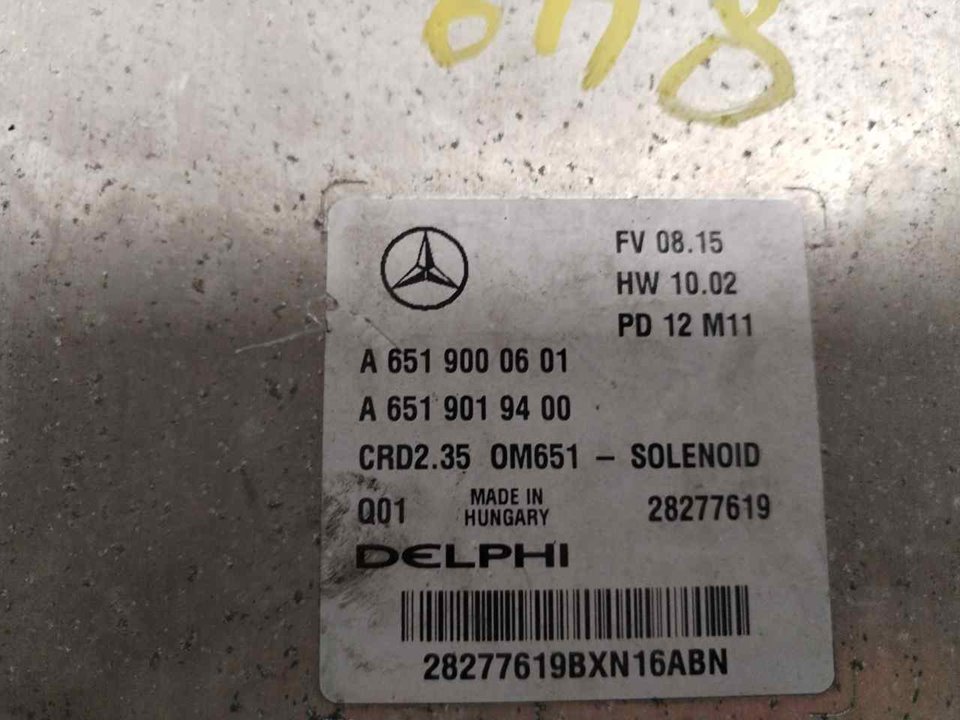 FV 08.15
HW 10.02
PD 12 M11
A 651 900 06 01
A 651 901 94 00
CRD2.35 OM651 – SOLENOID
Q01 MADE IN HUNGARY 28277619
DELPHI
28277619BXN16ABN